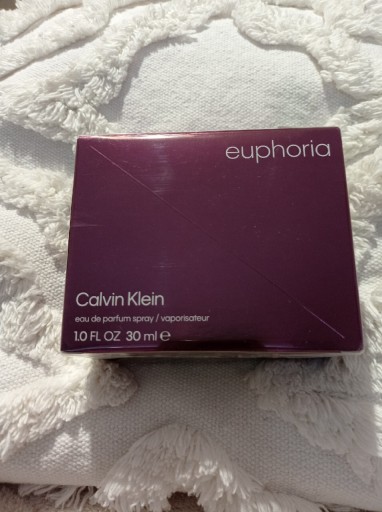 euphoria
Calvin Klein
eau de parfum spray / vaporisateur
1.0 FL OZ 30 ml ℮